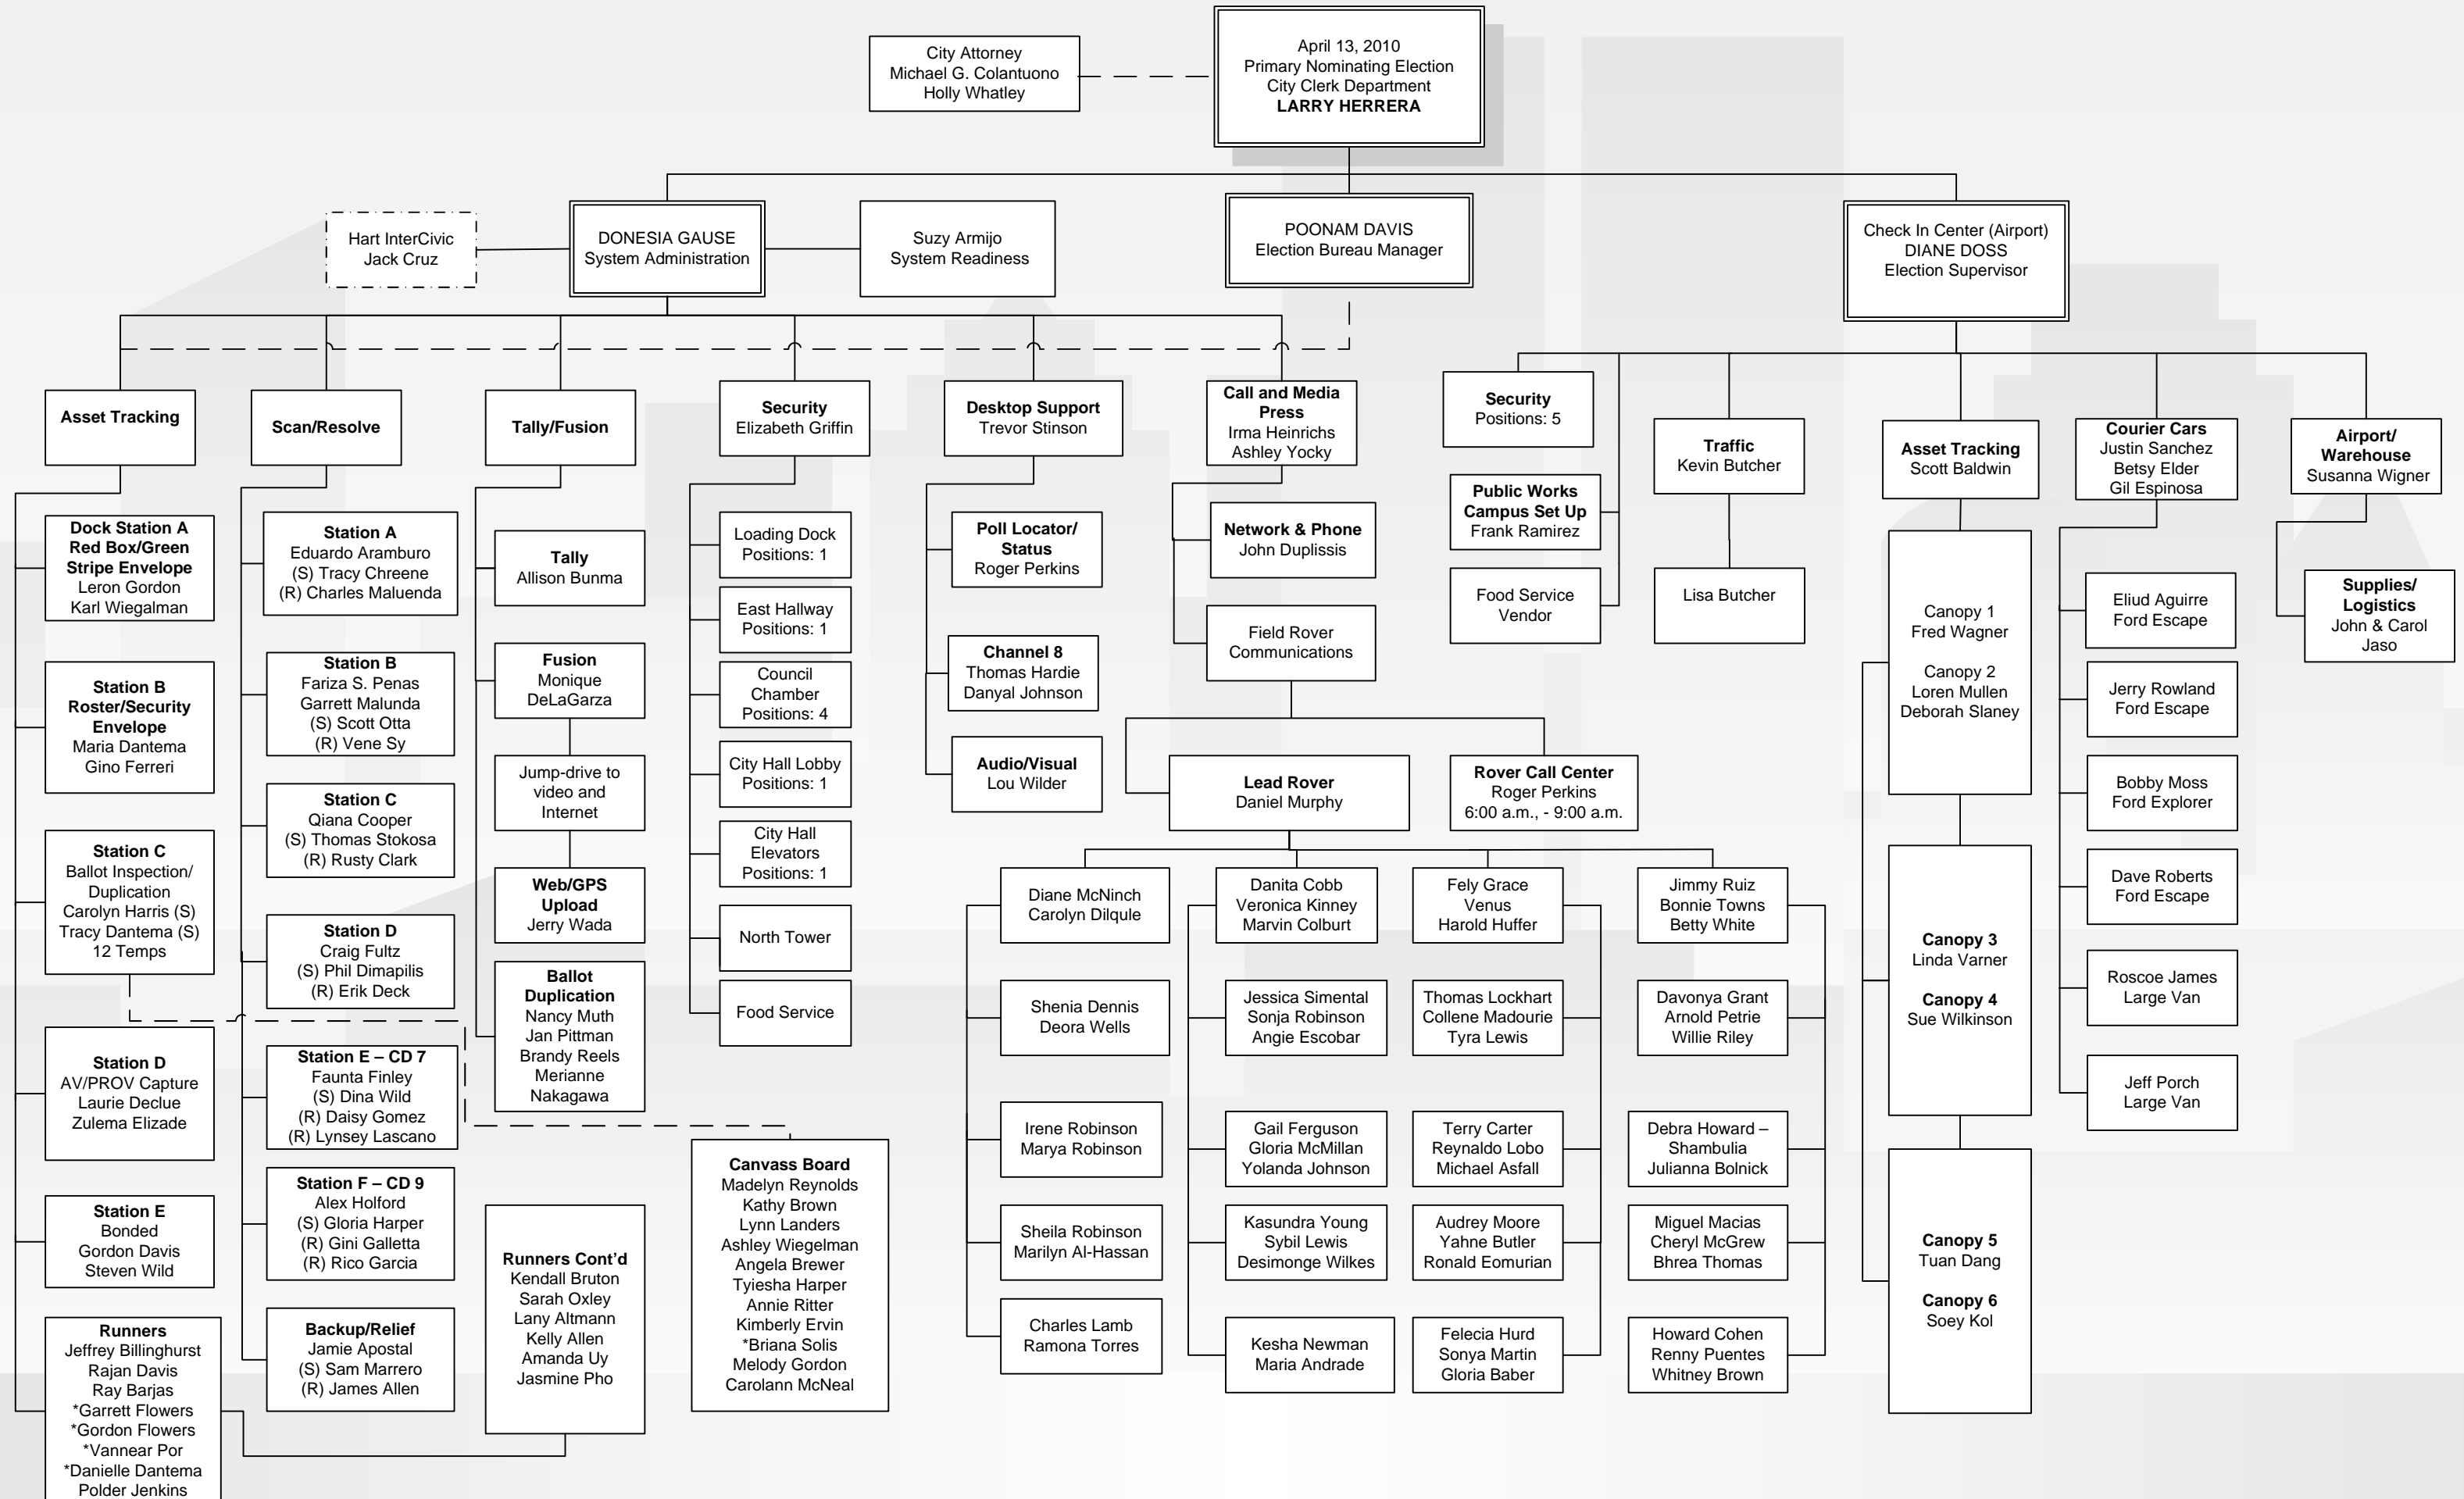 City Attorney
Michael G. Colantuono
Holly Whatley
April 13, 2010
Primary Nominating Election
City Clerk Department
LARRY HERRERA
Hart InterCivic
Jack Cruz
DONESIA GAUSE
System Administration
Suzy Armijo
System Readiness
POONAM DAVIS
Election Bureau Manager
Check In Center (Airport)
DIANE DOSS
Election Supervisor
Asset Tracking
Dock Station A
Red Box/Green
Stripe Envelope
Leron Gordon
Karl Wiegalman
Station B
Roster/Security
Envelope
Maria Dantema
Gino Ferreri
Station C
Ballot Inspection/
Duplication
Carolyn Harris (S)
Tracy Dantema (S)
12 Temps
Station D
AV/PROV Capture
Laurie Declue
Zulema Elizade
Station E
Bonded
Gordon Davis
Steven Wild
Runners
Jeffrey Billinghurst
Rajan Davis
Ray Barjas
*Garrett Flowers
*Gordon Flowers
*Vannear Por
*Danielle Dantema
Polder Jenkins
Scan/Resolve
Station A
Eduardo Aramburo
(S) Tracy Chreene
(R) Charles Maluenda
Station B
Fariza S. Penas
Garrett Malunda
(S) Scott Otta
(R) Vene Sy
Station C
Qiana Cooper
(S) Thomas Stokosa
(R) Rusty Clark
Station D
Craig Fultz
(S) Phil Dimapilis
(R) Erik Deck
Station E – CD 7
Faunta Finley
(S) Dina Wild
(R) Daisy Gomez
(R) Lynsey Lascano
Station F – CD 9
Alex Holford
(S) Gloria Harper
(R) Gini Galletta
(R) Rico Garcia
Backup/Relief
Jamie Apostal
(S) Sam Marrero
(R) James Allen
Tally/Fusion
Tally
Allison Bunma
Fusion
Monique
DeLaGarza
Jump-drive to
video and
Internet
Web/GPS
Upload
Jerry Wada
Ballot
Duplication
Nancy Muth
Jan Pittman
Brandy Reels
Merianne
Nakagawa
Runners Cont'd
Kendall Bruton
Sarah Oxley
Lany Altmann
Kelly Allen
Amanda Uy
Jasmine Pho
Security
Elizabeth Griffin
Loading Dock
Positions: 1
East Hallway
Positions: 1
Council
Chamber
Positions: 4
City Hall Lobby
Positions: 1
City Hall
Elevators
Positions: 1
North Tower
Food Service
Canvass Board
Madelyn Reynolds
Kathy Brown
Lynn Landers
Ashley Wiegelman
Angela Brewer
Tyiesha Harper
Annie Ritter
Kimberly Ervin
*Briana Solis
Melody Gordon
Carolann McNeal
Desktop Support
Trevor Stinson
Poll Locator/
Status
Roger Perkins
Channel 8
Thomas Hardie
Danyal Johnson
Audio/Visual
Lou Wilder
Call and Media
Press
Irma Heinrichs
Ashley Yocky
Network & Phone
John Duplissis
Field Rover
Communications
Lead Rover
Daniel Murphy
Rover Call Center
Roger Perkins
6:00 a.m., - 9:00 a.m.
Diane McNinch
Carolyn Dilqule
Shenia Dennis
Deora Wells
Irene Robinson
Marya Robinson
Sheila Robinson
Marilyn Al-Hassan
Charles Lamb
Ramona Torres
Danita Cobb
Veronica Kinney
Marvin Colburt
Jessica Simental
Sonja Robinson
Angie Escobar
Gail Ferguson
Gloria McMillan
Yolanda Johnson
Kasundra Young
Sybil Lewis
Desimonge Wilkes
Kesha Newman
Maria Andrade
Fely Grace
Venus
Harold Huffer
Thomas Lockhart
Collene Madourie
Tyra Lewis
Terry Carter
Reynaldo Lobo
Michael Asfall
Audrey Moore
Yahne Butler
Ronald Eomurian
Felecia Hurd
Sonya Martin
Gloria Baber
Jimmy Ruiz
Bonnie Towns
Betty White
Davonya Grant
Arnold Petrie
Willie Riley
Debra Howard –
Shambulia
Julianna Bolnick
Miguel Macias
Cheryl McGrew
Bhrea Thomas
Howard Cohen
Renny Puentes
Whitney Brown
Security
Positions: 5
Public Works
Campus Set Up
Frank Ramirez
Food Service
Vendor
Traffic
Kevin Butcher
Lisa Butcher
Asset Tracking
Scott Baldwin
Canopy 1
Fred Wagner
Canopy 2
Loren Mullen
Deborah Slaney
Canopy 3
Linda Varner
Canopy 4
Sue Wilkinson
Canopy 5
Tuan Dang
Canopy 6
Soey Kol
Courier Cars
Justin Sanchez
Betsy Elder
Gil Espinosa
Eliud Aguirre
Ford Escape
Jerry Rowland
Ford Escape
Bobby Moss
Ford Explorer
Dave Roberts
Ford Escape
Roscoe James
Large Van
Jeff Porch
Large Van
Airport/
Warehouse
Susanna Wigner
Supplies/
Logistics
John & Carol
Jaso